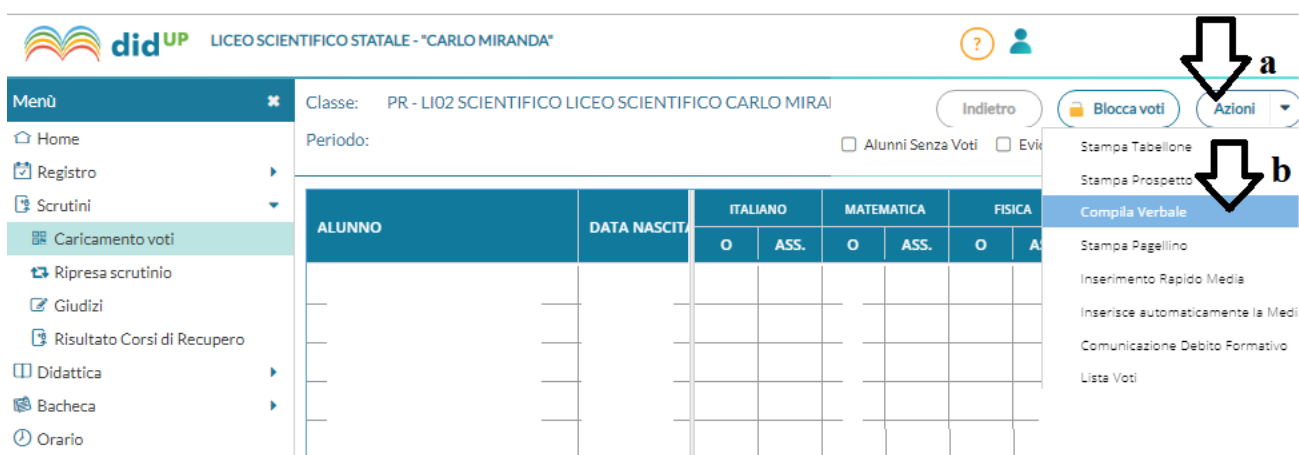 didUP LICEO SCIENTIFICO STATALE - "CARLO MIRANDA" ?
a
Menù
Home
Registro
Scrutini
Caricamento voti
Ripresa scrutinio
Giudizi
Risultato Corsi di Recupero
Didattica
Bacheca
Orario
Classe: PR - LI02 SCIENTIFICO LICEO SCIENTIFICO CARLO MIRA
Indietro Blocca voti Azioni
Periodo:
Alunni Senza Voti Evi
ALUNNO DATA NASCITA ITALIANO MATEMATICA FISICA
O ASS. O ASS. O A
Stampa Tabellone
b
Stampa Prospetto
Compila Verbale
Stampa Pagellino
Inserimento Rapido Media
Inserisce automaticamente la Medi
Comunicazione Debito Formativo
Lista Voti